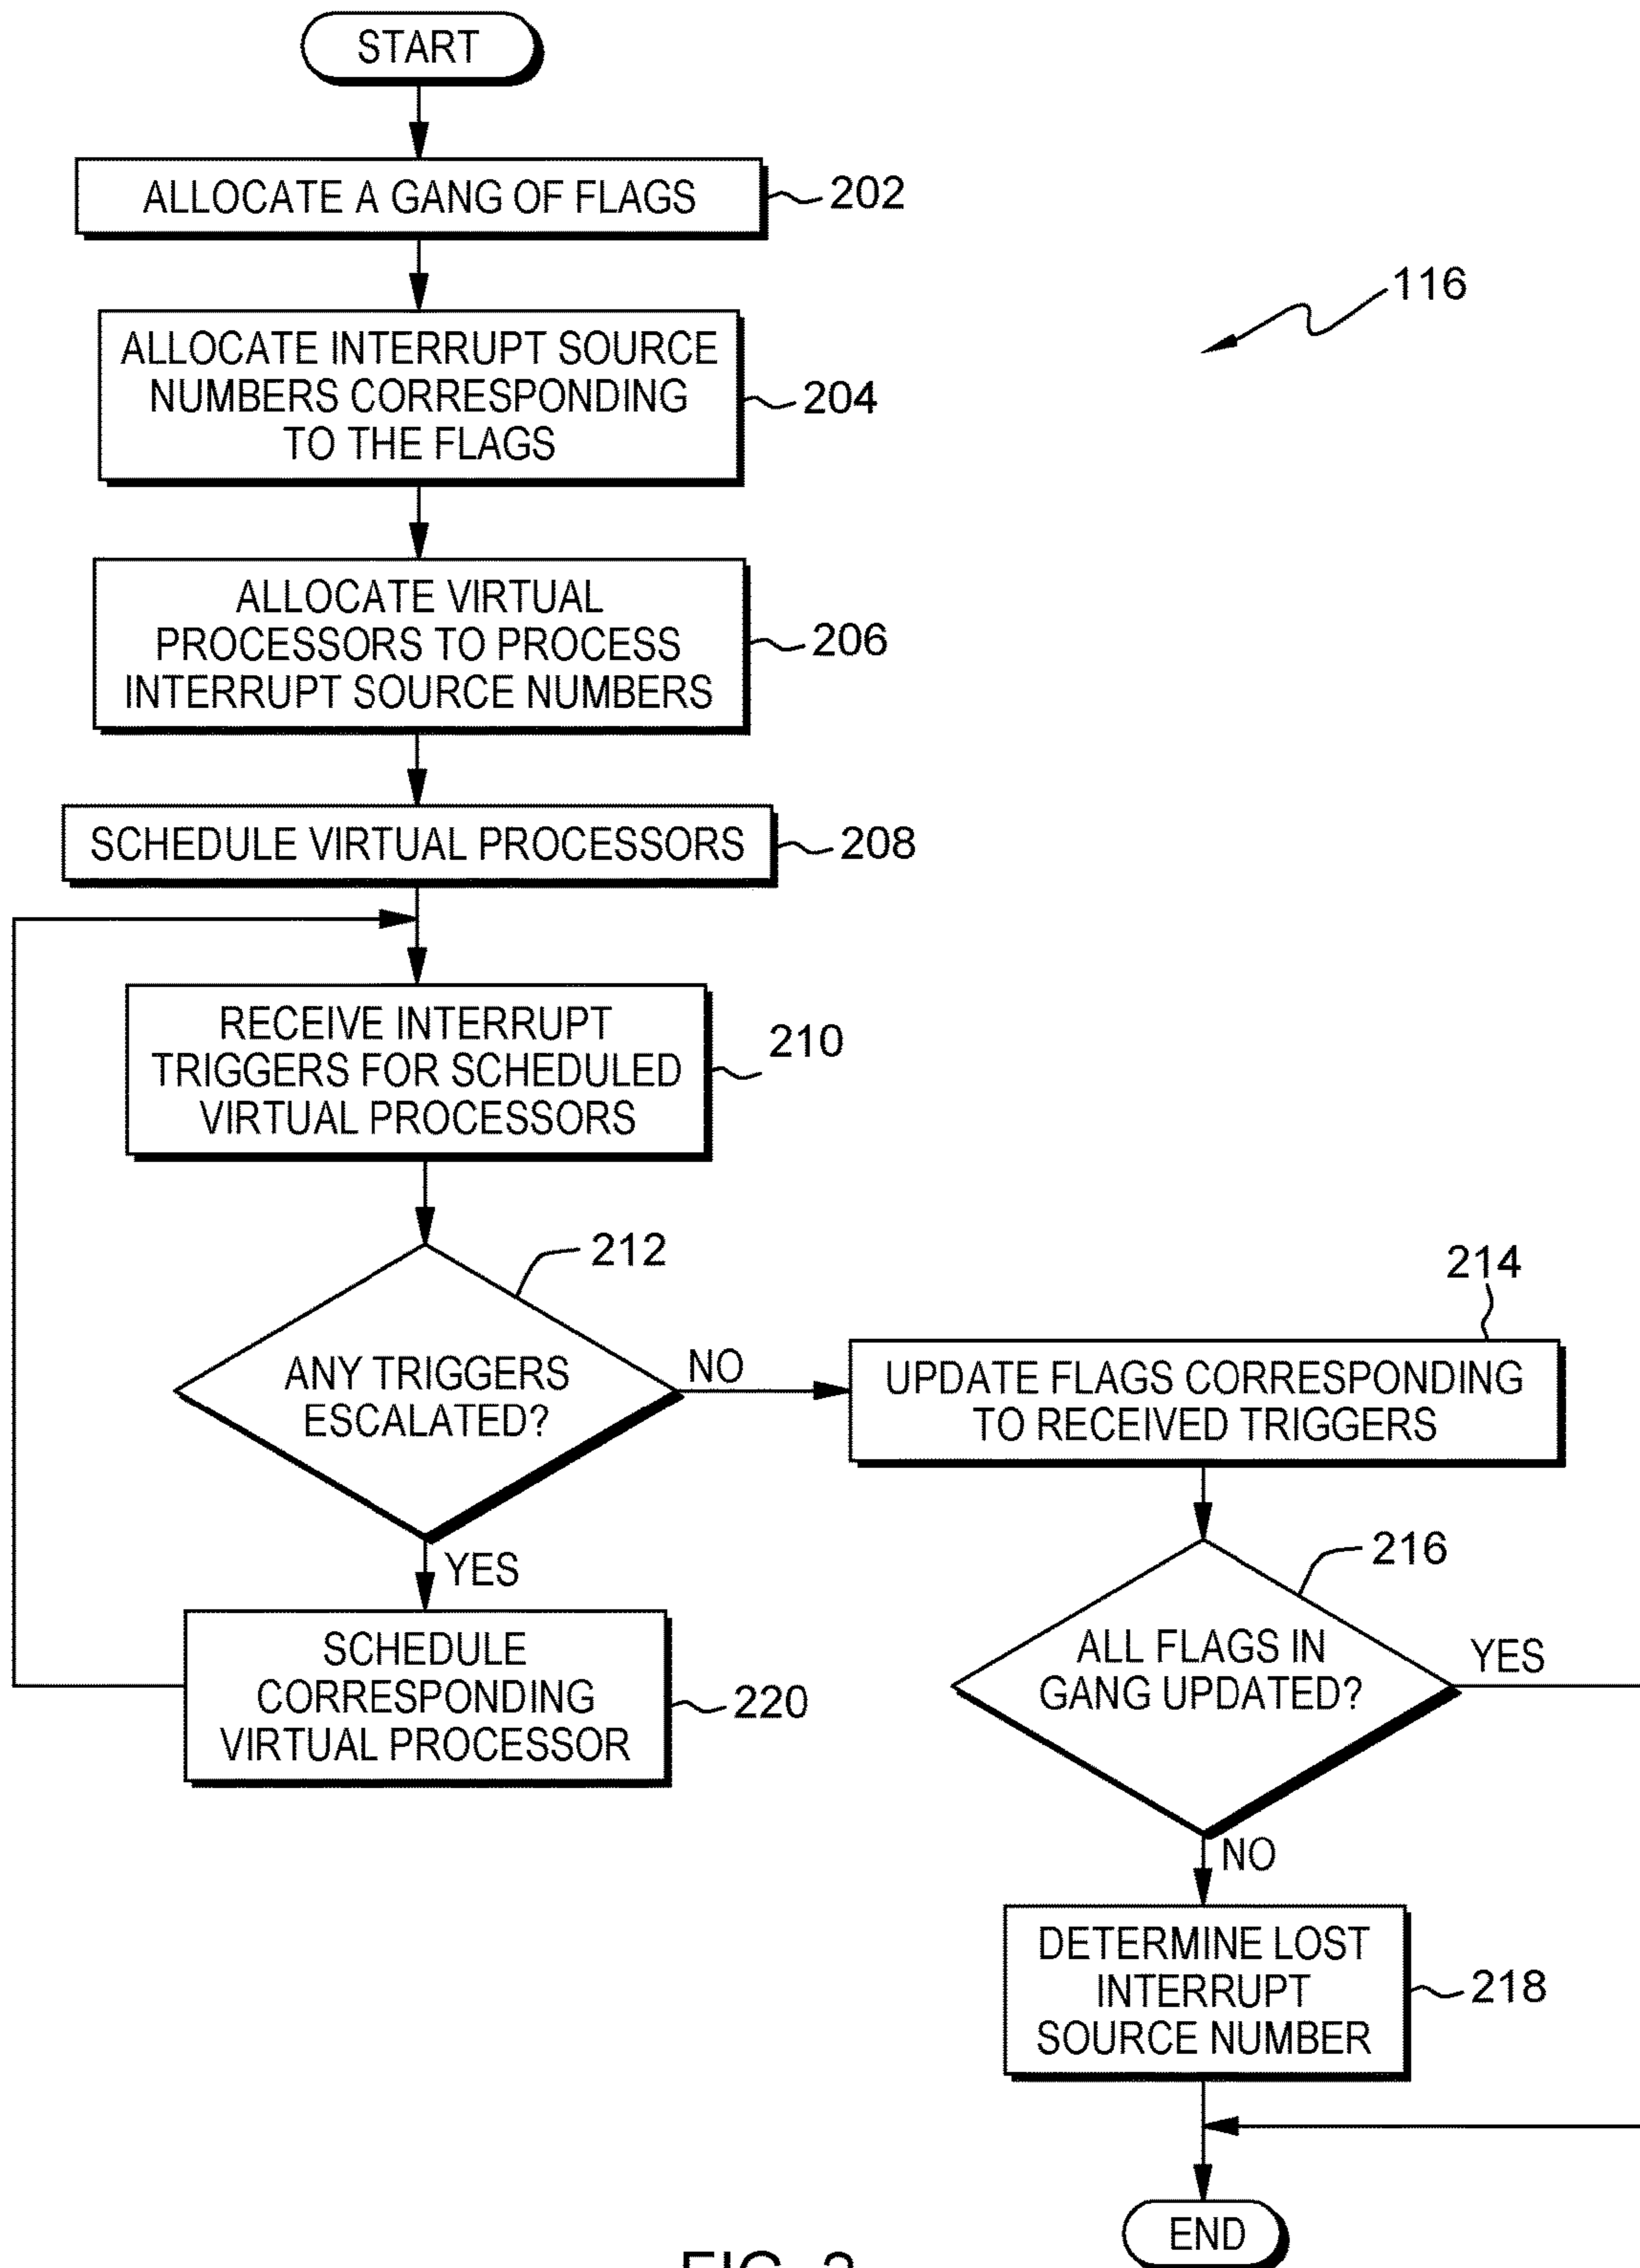 START
ALLOCATE A GANG OF FLAGS
202
116
ALLOCATE INTERRUPT SOURCE
NUMBERS CORRESPONDING
TO THE FLAGS
204
ALLOCATE VIRTUAL
PROCESSORS TO PROCESS
INTERRUPT SOURCE NUMBERS
206
SCHEDULE VIRTUAL PROCESSORS
208
RECEIVE INTERRUPT
TRIGGERS FOR SCHEDULED
VIRTUAL PROCESSORS
210
212
ANY TRIGGERS
ESCALATED?
NO
YES
214
UPDATE FLAGS CORRESPONDING
TO RECEIVED TRIGGERS
216
ALL FLAGS IN
GANG UPDATED?
YES
NO
SCHEDULE
CORRESPONDING
VIRTUAL PROCESSOR
220
DETERMINE LOST
INTERRUPT
SOURCE NUMBER
218
END
FIG.